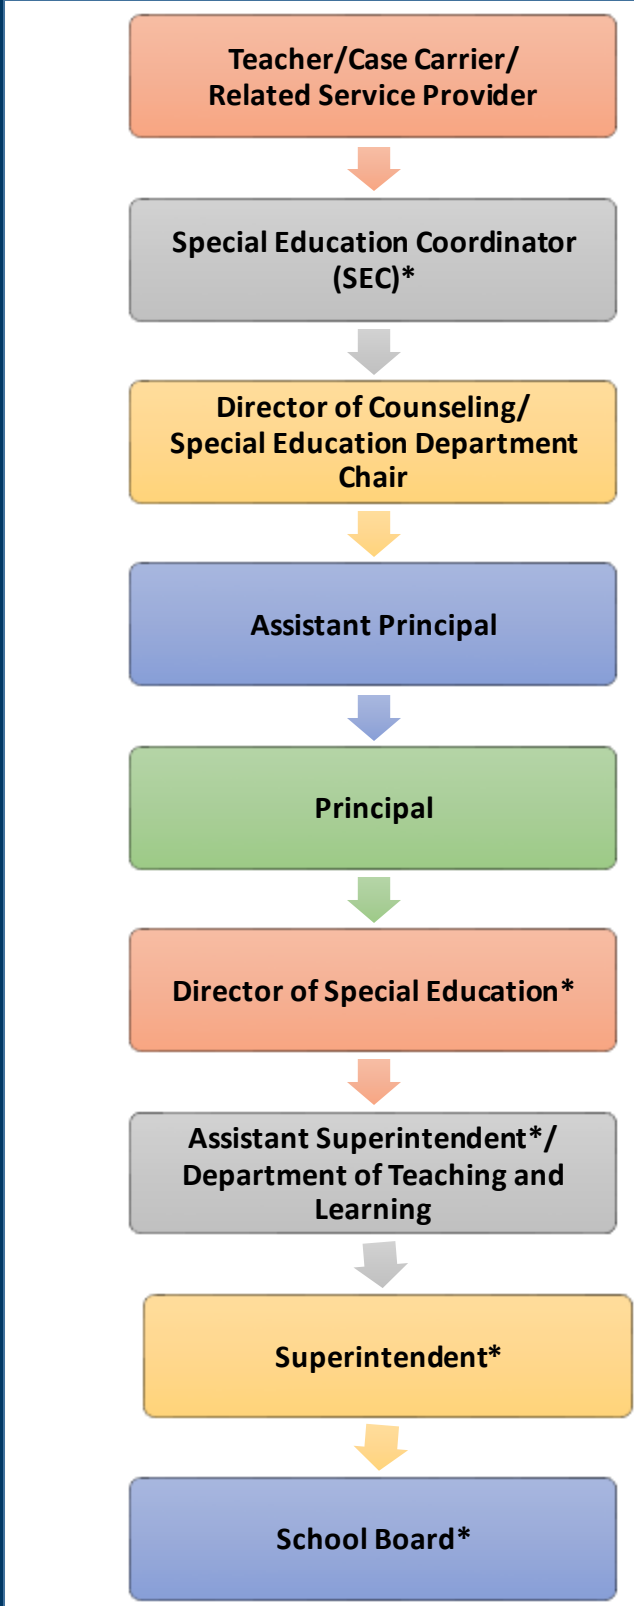 Teacher/Case Carrier/
Related Service Provider
Special Education Coordinator
(SEC)*
Director of Counseling/
Special Education Department
Chair
Assistant Principal
Principal
Director of Special Education*
Assistant Superintendent*/
Department of Teaching and
Learning
Superintendent*
School Board*